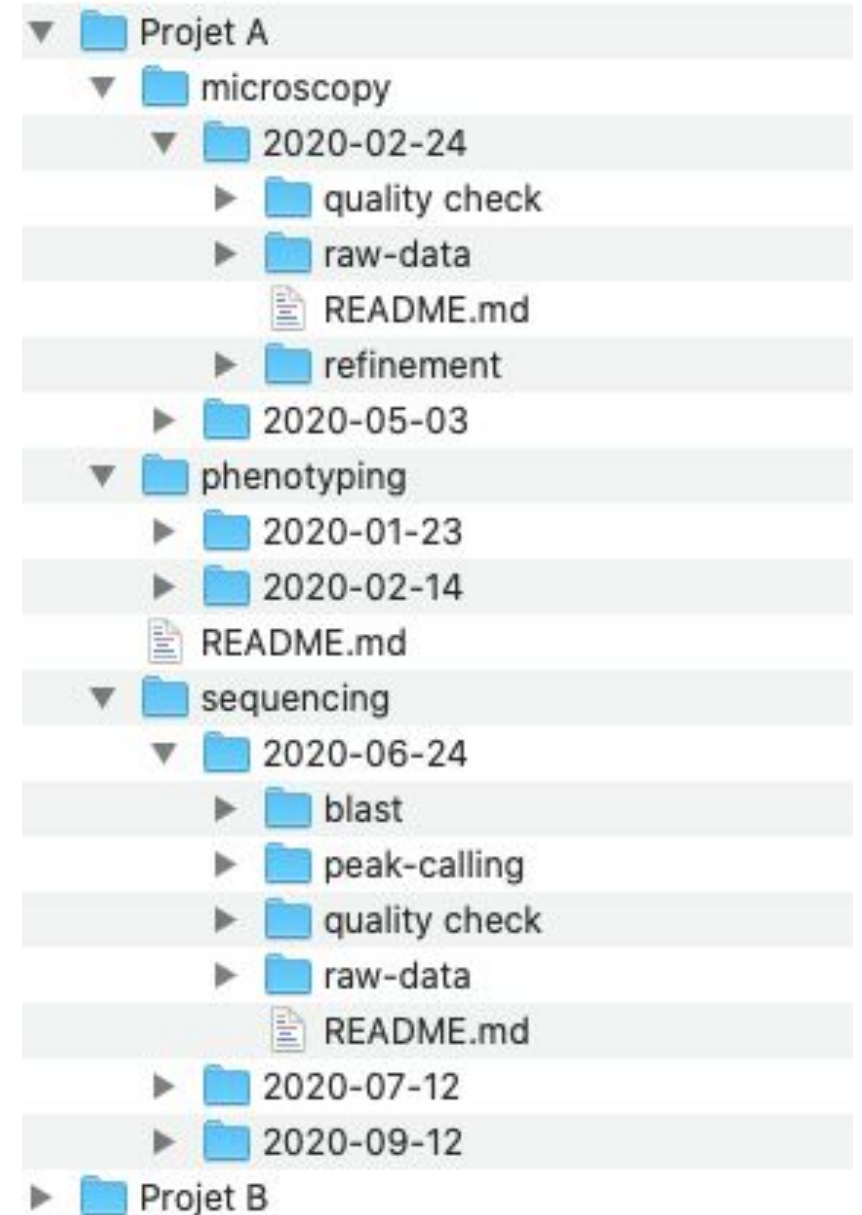 Projet A
microscopy
2020-02-24
quality check
raw-data
README.md
refinement
2020-05-03
phenotyping
2020-01-23
2020-02-14
README.md
sequencing
2020-06-24
blast
peak-calling
quality check
raw-data
README.md
2020-07-12
2020-09-12
Projet B